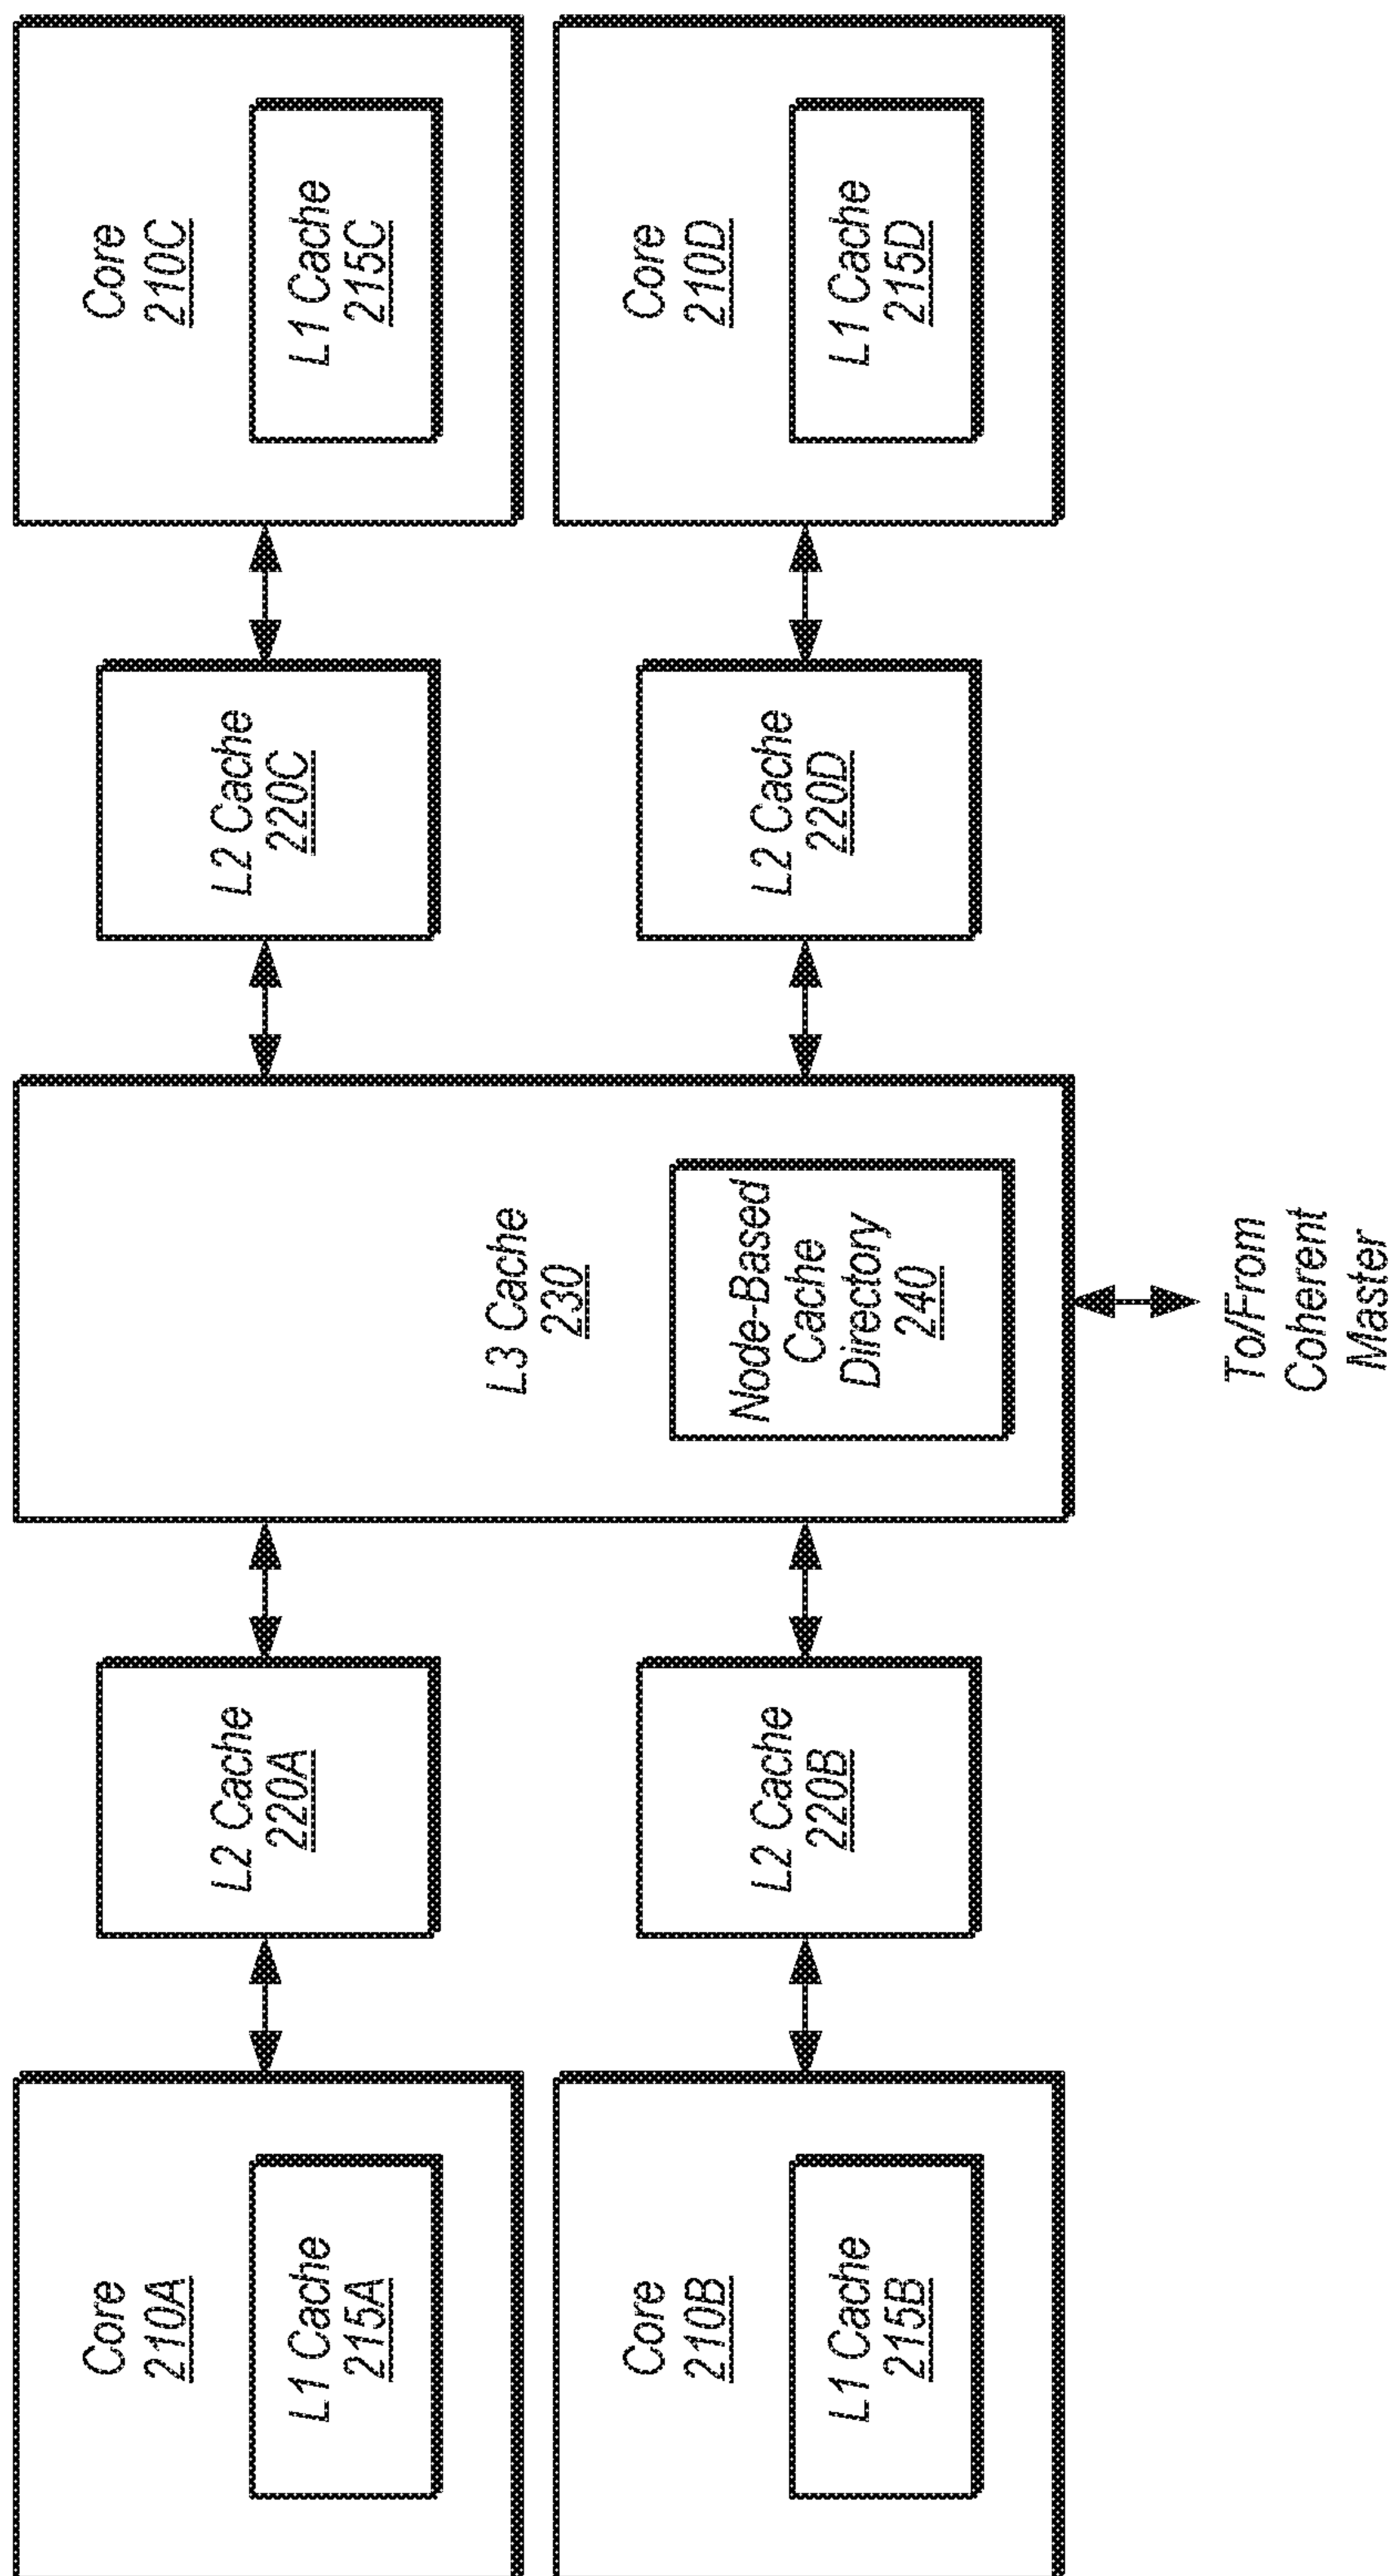 Core
210A
L1 Cache
215A
L2 Cache
220A
L3 Cache
230
L2 Cache
220C
Core
210C
L1 Cache
215C
Core
210B
L1 Cache
215B
L2 Cache
220B
Node-Based
Cache
Directory
240
L2 Cache
220D
Core
210D
L1 Cache
215D
To/From
Coherent
Master